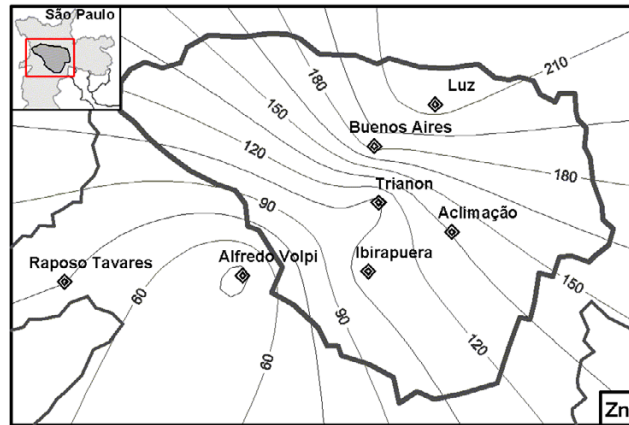 São Paulo
210
180
Luz
150
Buenos Aires
120
Trianon
180
90
Aclimação
Raposo Tavares
Alfredo Volpi
Ibirapuera
60
150
90
120
60
Zn